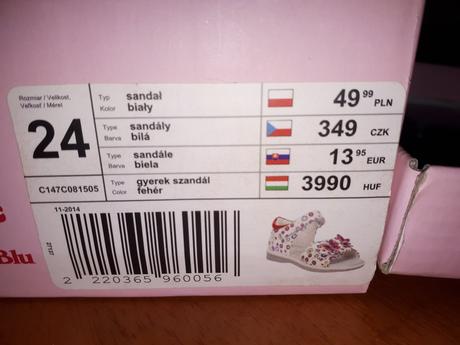 Rozmiar / Velikost,
Veľkosť / Méret
24
C147C081505
Typ sandał
Kolor biały
49 99 PLN
Type sandály
Barva bílá
349 CZK
Type sandále
Barva biela
13 95 EUR
Type gyerek szandál
Color fehér
3990 HUF
11-2014
2 220365 960056
Blu